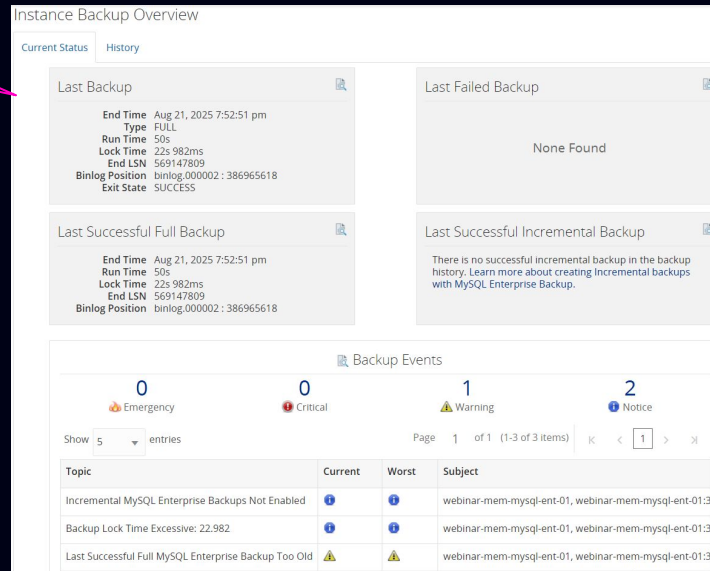 Instance Backup Overview
Current Status History
Last Backup
End Time Aug 21, 2025 7:52:51 pm
Type FULL
Run Time 50s
Lock Time 22s 982ms
End LSN 569147809
Binlog Position binlog.000002 : 386965618
Exit State SUCCESS
Last Failed Backup
None Found
Last Successful Full Backup
End Time Aug 21, 2025 7:52:51 pm
Run Time 50s
Lock Time 22s 982ms
End LSN 569147809
Binlog Position binlog.000002 : 386965618
Last Successful Incremental Backup
There is no successful incremental backup in the backup
history. Learn more about creating Incremental backups
with MySQL Enterprise Backup.
Backup Events
0 0 1 2
Emergency Critical Warning Notice
Show 5 entries Page 1 of 1 (1-3 of 3 items) 1
Topic Current Worst Subject
Incremental MySQL Enterprise Backups Not Enabled webinar-mem-mysql-ent-01, webinar-mem-mysql-ent-01:3
Backup Lock Time Excessive: 22.982 webinar-mem-mysql-ent-01, webinar-mem-mysql-ent-01:3
Last Successful Full MySQL Enterprise Backup Too Old webinar-mem-mysql-ent-01, webinar-mem-mysql-ent-01:3